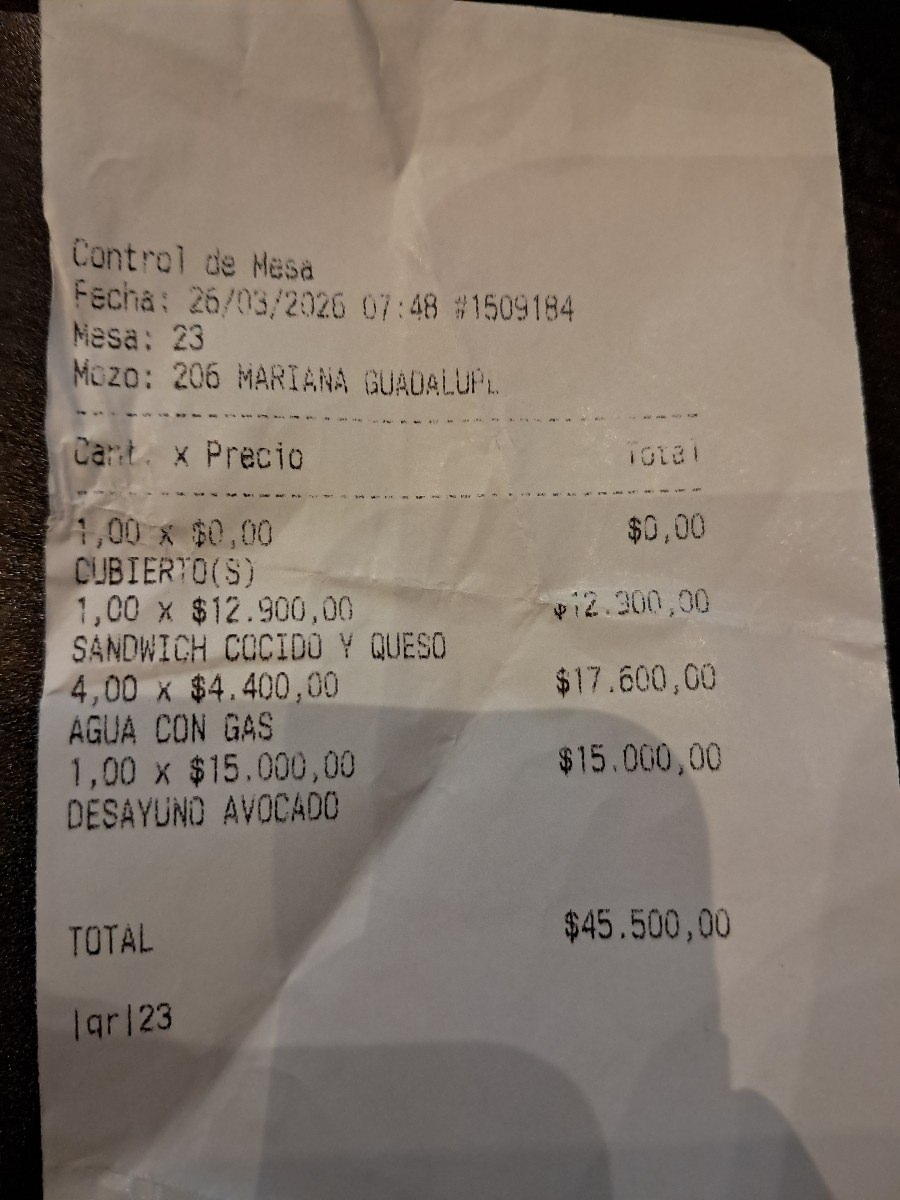 Control de Mesa
Fecha: 26/03/2026 07:48 #1509184
Mesa: 23
Mozo: 206 MARIANA GUADALUPE
Cant. x Precio Total
1,00 x $0,00 $0,00
CUBIERTO(S)
1,00 x $12.900,00 $12.900,00
SANDWICH COCIDO Y QUESO
4,00 x $4.400,00 $17.600,00
AGUA CON GAS
1,00 x $15.000,00 $15.000,00
DESAYUNO AVOCADO
TOTAL $45.500,00
|qr|23